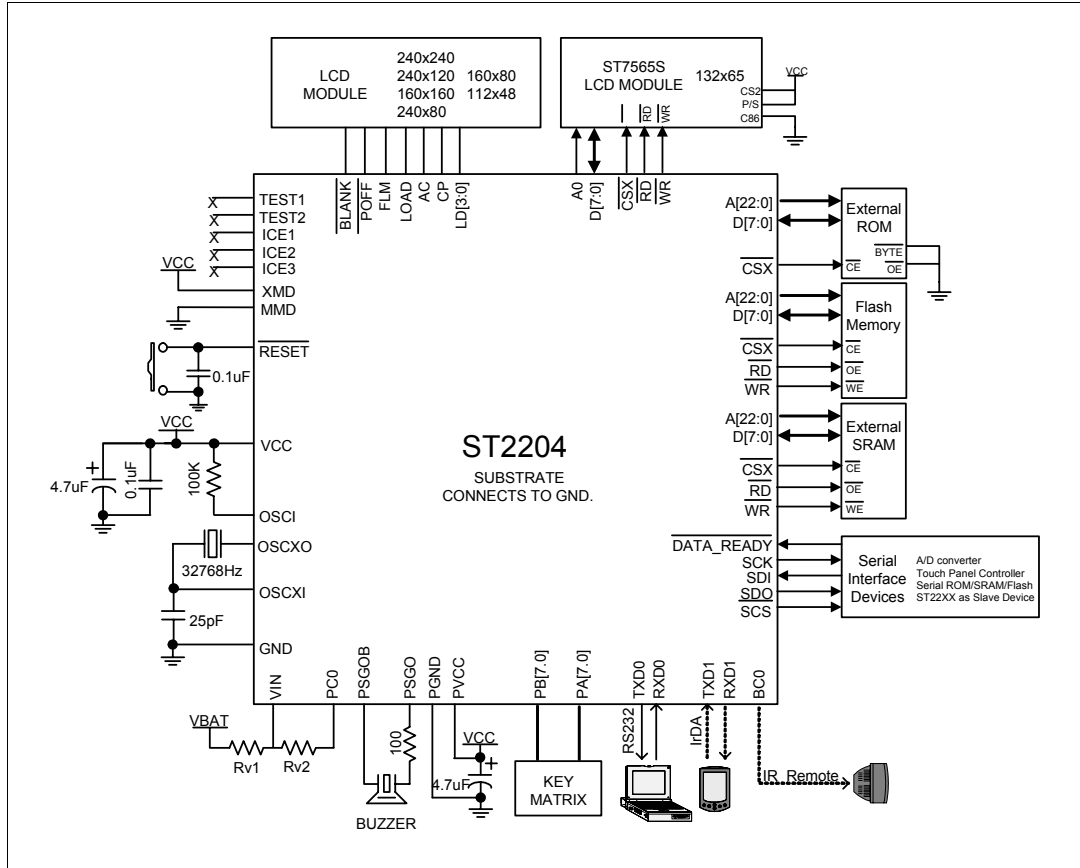 LCD
MODULE
240x240
240x120 160x80
160x160 112x48
240x80
ST7565S
LCD MODULE
132x65
VCC
CS2
P/S
C86
RD
WR
BLANK
POFF
FLM
LOAD
AC
CP
LD[3:0]
A0
D[7:0]
CSX
RD
WR
X TEST1
X TEST2
X ICE1
X ICE2
X ICE3
VCC
XMD
MMD
RESET
0.1uF
VCC
VCC
4.7uF
0.1uF
100K
OSCI
OSCXO
32768Hz
OSCXI
25pF
GND
ST2204
SUBSTRATE
CONNECTS TO GND.
A[22:0]
D[7:0]
CSX
External
ROM
BYTE
CE
OE
A[22:0]
D[7:0]
CSX
RD
WR
Flash
Memory
CE
OE
WE
A[22:0]
D[7:0]
CSX
RD
WR
External
SRAM
CE
OE
WE
DATA_READY
SCK
SDI
SDO
SCS
Serial
Interface
Devices
A/D converter
Touch Panel Controller
Serial ROM/SRAM/Flash
ST22XX as Slave Device
VIN
PC0
PSGOB
PSGO
PGND
PVCC
PB[7.0]
PA[7.0]
TXD0
RXD0
TXD1
RXD1
BC0
VBAT
Rv1
Rv2
100
BUZZER
VCC
4.7uF
KEY
MATRIX
RS232
IrDA
IR Remote